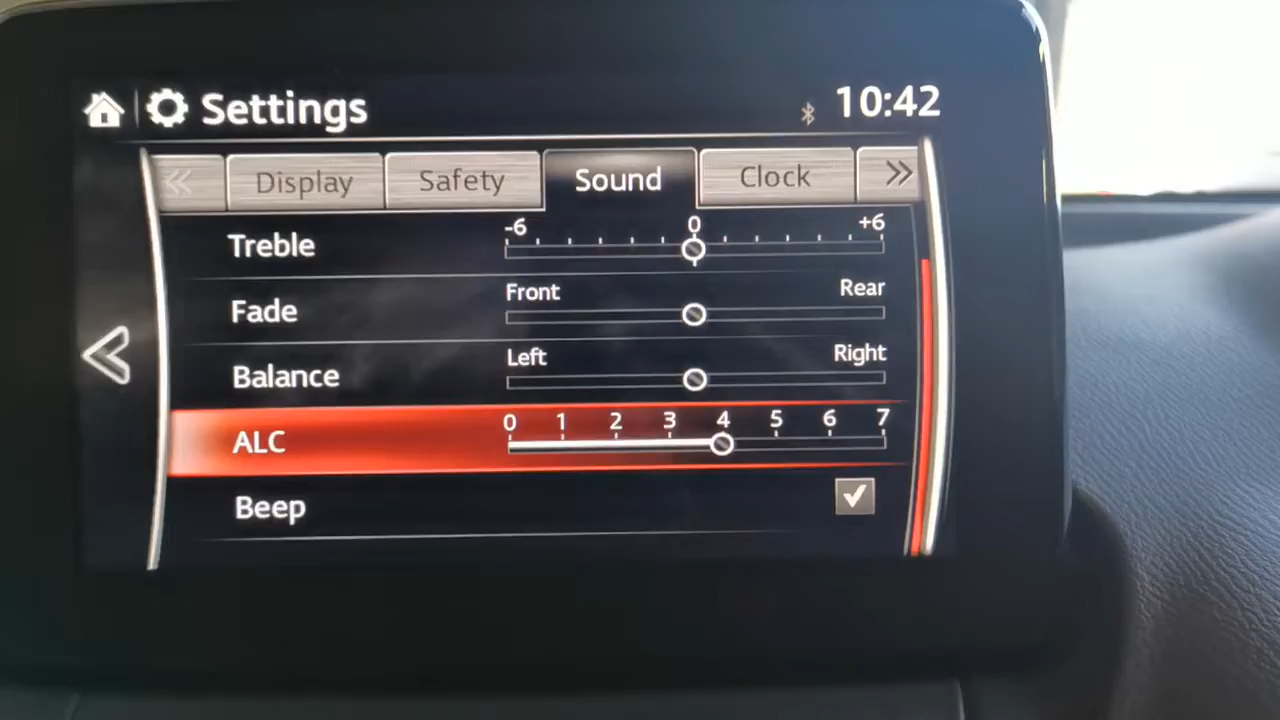 Settings
10:42
Display Safety Sound Clock
-6 0 +6
Treble
Front Rear
Fade
Left Right
Balance
0 1 2 3 4 5 6 7
ALC
Beep